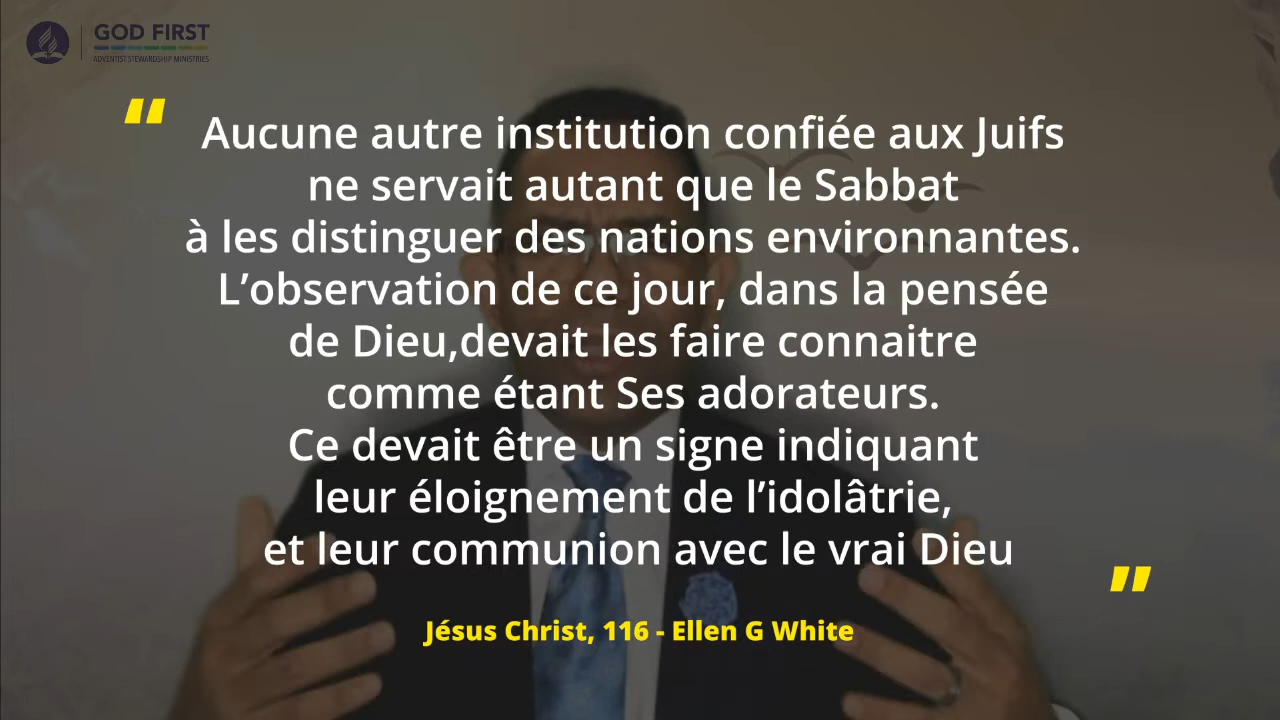 GOD FIRST
ADVENTIST STEWARDSHIP MINISTRIES
“
Aucune autre institution confiée aux Juifs
ne servait autant que le Sabbat
à les distinguer des nations environnantes.
L’observation de ce jour, dans la pensée
de Dieu,devait les faire connaitre
comme étant Ses adorateurs.
Ce devait être un signe indiquant
leur éloignement de l’idolâtrie,
et leur communion avec le vrai Dieu
”
Jésus Christ, 116 - Ellen G White